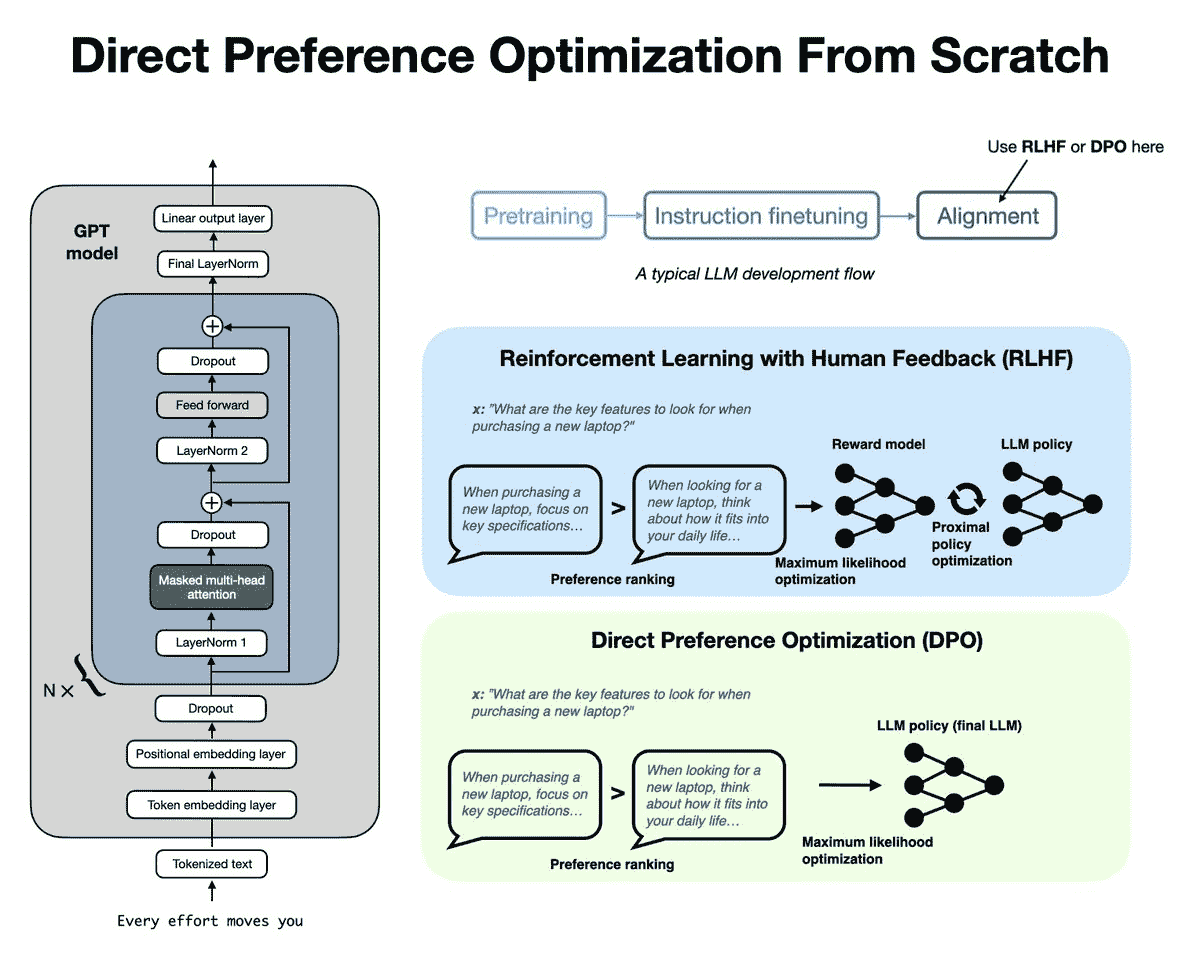 Direct Preference Optimization From Scratch
Use RLHF or DPO here
Pretraining
Instruction finetuning
Alignment
A typical LLM development flow
GPT
model
Linear output layer
Final LayerNorm
Dropout
Feed forward
LayerNorm 2
Dropout
Masked multi-head
attention
LayerNorm 1
N ×
Dropout
Positional embedding layer
Token embedding layer
Tokenized text
Every effort moves you
Reinforcement Learning with Human Feedback (RLHF)
x: "What are the key features to look for when
purchasing a new laptop?"
When purchasing a
new laptop, focus on
key specifications…
>
When looking for a
new laptop, think
about how it fits into
your daily life…
Preference ranking
Reward model
Maximum likelihood
optimization
LLM policy
Proximal
policy
optimization
Direct Preference Optimization (DPO)
x: "What are the key features to look for when
purchasing a new laptop?"
When purchasing a
new laptop, focus on
key specifications…
>
When looking for a
new laptop, think
about how it fits into
your daily life…
Preference ranking
LLM policy (final LLM)
Maximum likelihood
optimization